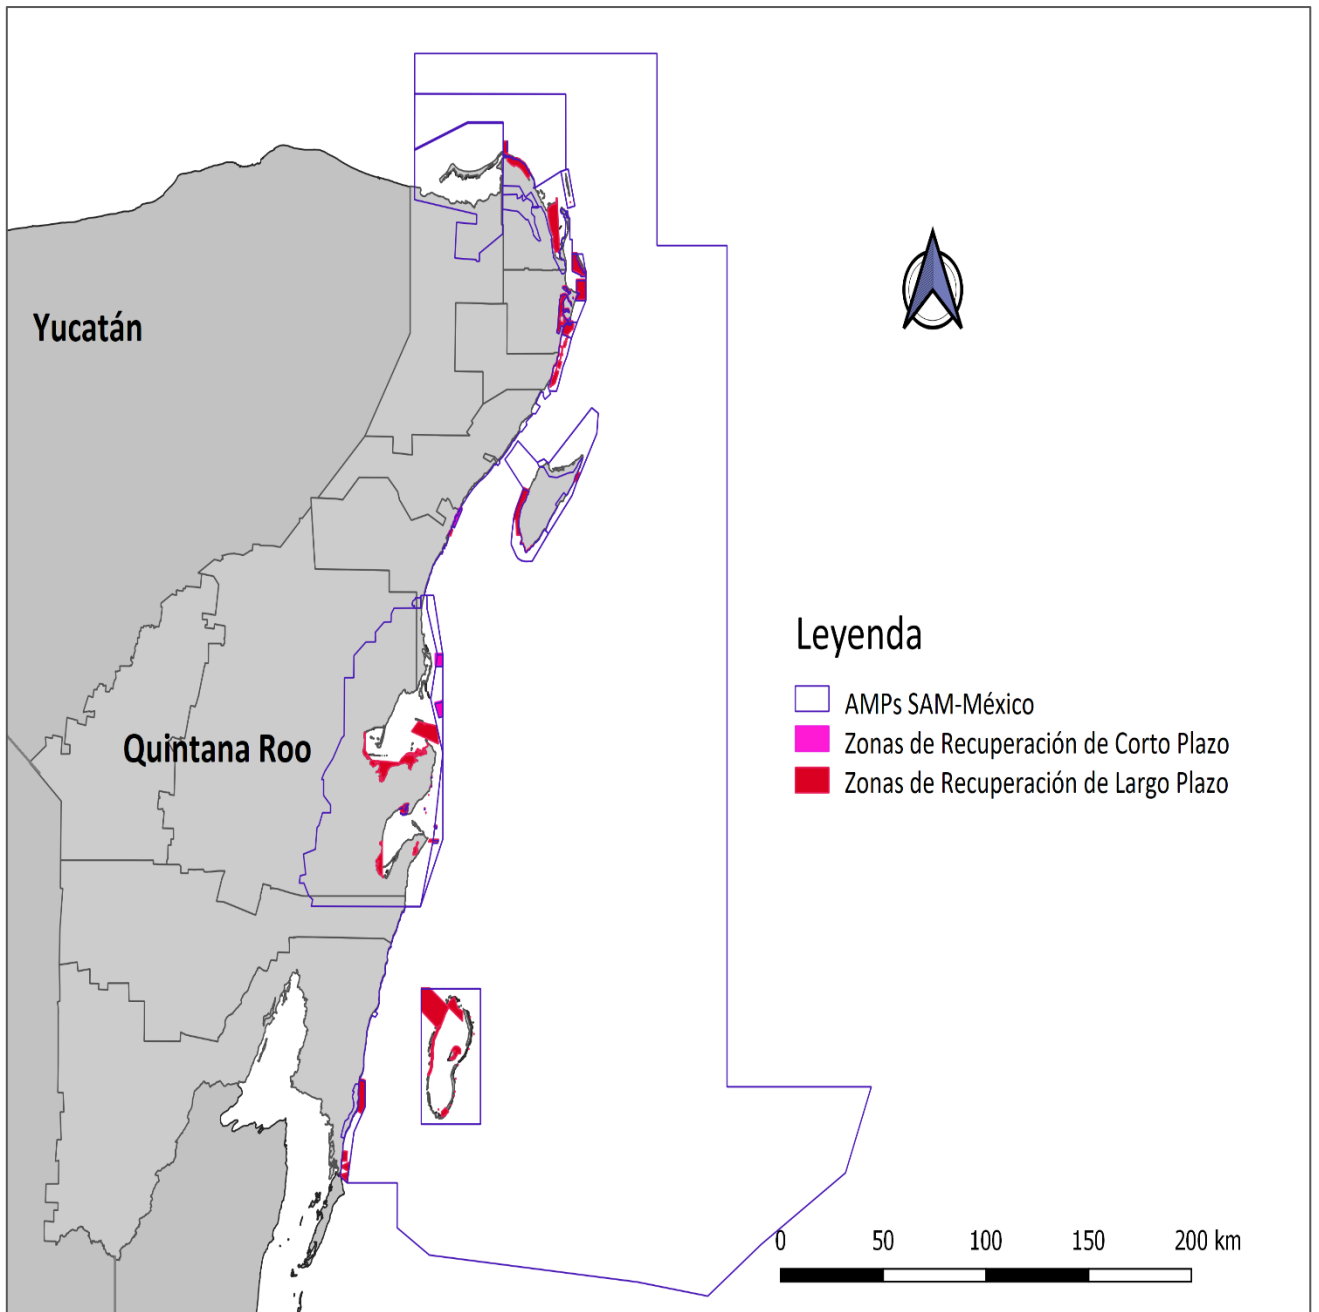 Yucatán
Leyenda
AMPs SAM-México
Zonas de Recuperación de Corto Plazo
Quintana Roo
Zonas de Recuperación de Largo Plazo
0 50 100 150 200 km